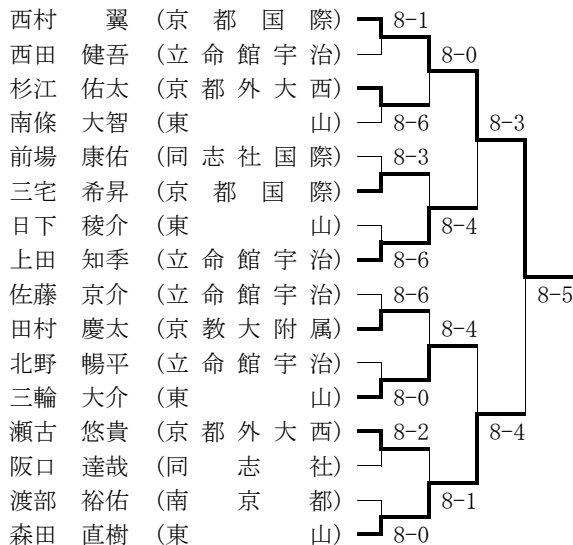 西村 翼 (京都国際) 8-1
西田 健吾 (立命館宇治) 8-0
杉江 佑太 (京都外大西)
南條 大智 (東山) 8-6 8-3
前場 康佑 (同志社国際) 8-3
三宅 希昇 (京都国際)
日下 稜介 (東山) 8-4
上田 知季 (立命館宇治) 8-6
佐藤 京介 (立命館宇治) 8-6 8-5
田村 慶太 (京教大附属) 8-4
北野 暢平 (立命館宇治)
三輪 大介 (東山) 8-0
瀬古 悠貴 (京都外大西) 8-2 8-4
阪口 達哉 (同志社)
渡部 裕佑 (南京都) 8-1
森田 直樹 (東山) 8-0